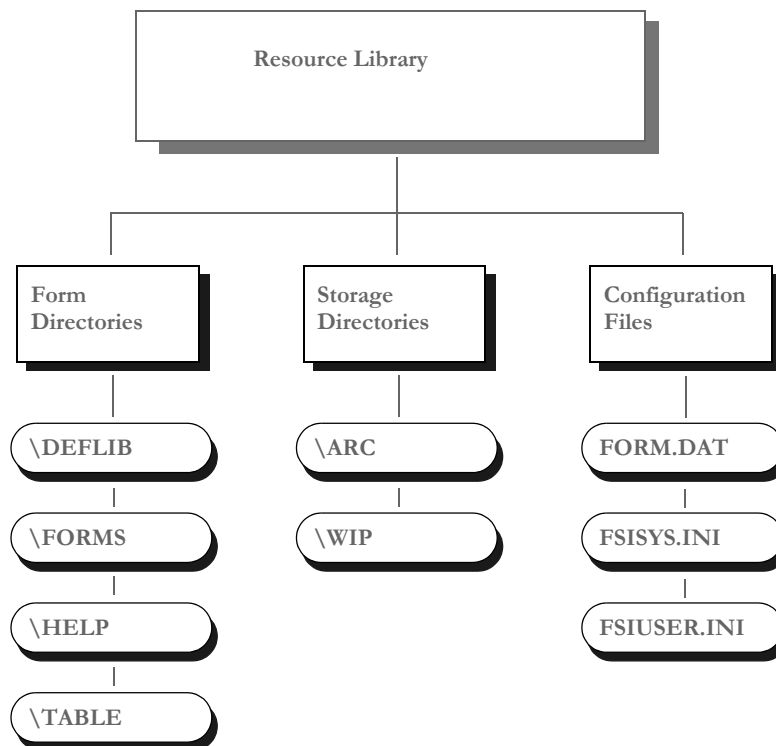 Resource Library
Form
Directories
Storage
Directories
Configuration
Files
\DEFLIB
\FORMS
\HELP
\TABLE
\ARC
\WIP
FORM.DAT
FSISYS.INI
FSIUSER.INI